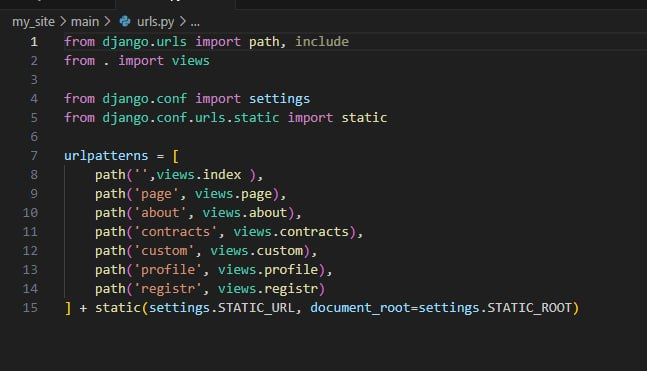 my_site > main > urls.py > ...
1 from django.urls import path, include
2 from . import views
3
4 from django.conf import settings
5 from django.conf.urls.static import static
6
7 urlpatterns = [
8     path('',views.index ),
9     path('page', views.page),
10     path('about', views.about),
11     path('contracts', views.contracts),
12     path('custom', views.custom),
13     path('profile', views.profile),
14     path('registr', views.registr)
15 ] + static(settings.STATIC_URL, document_root=settings.STATIC_ROOT)